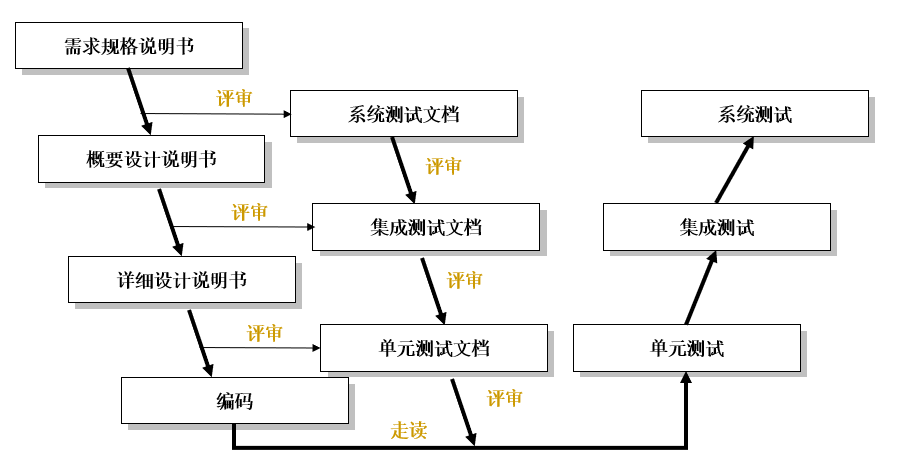 需求规格说明书
评审
系统测试文档
系统测试
概要设计说明书
评审
评审
集成测试文档
集成测试
详细设计说明书
评审
评审
单元测试文档
单元测试
编码
评审
走读